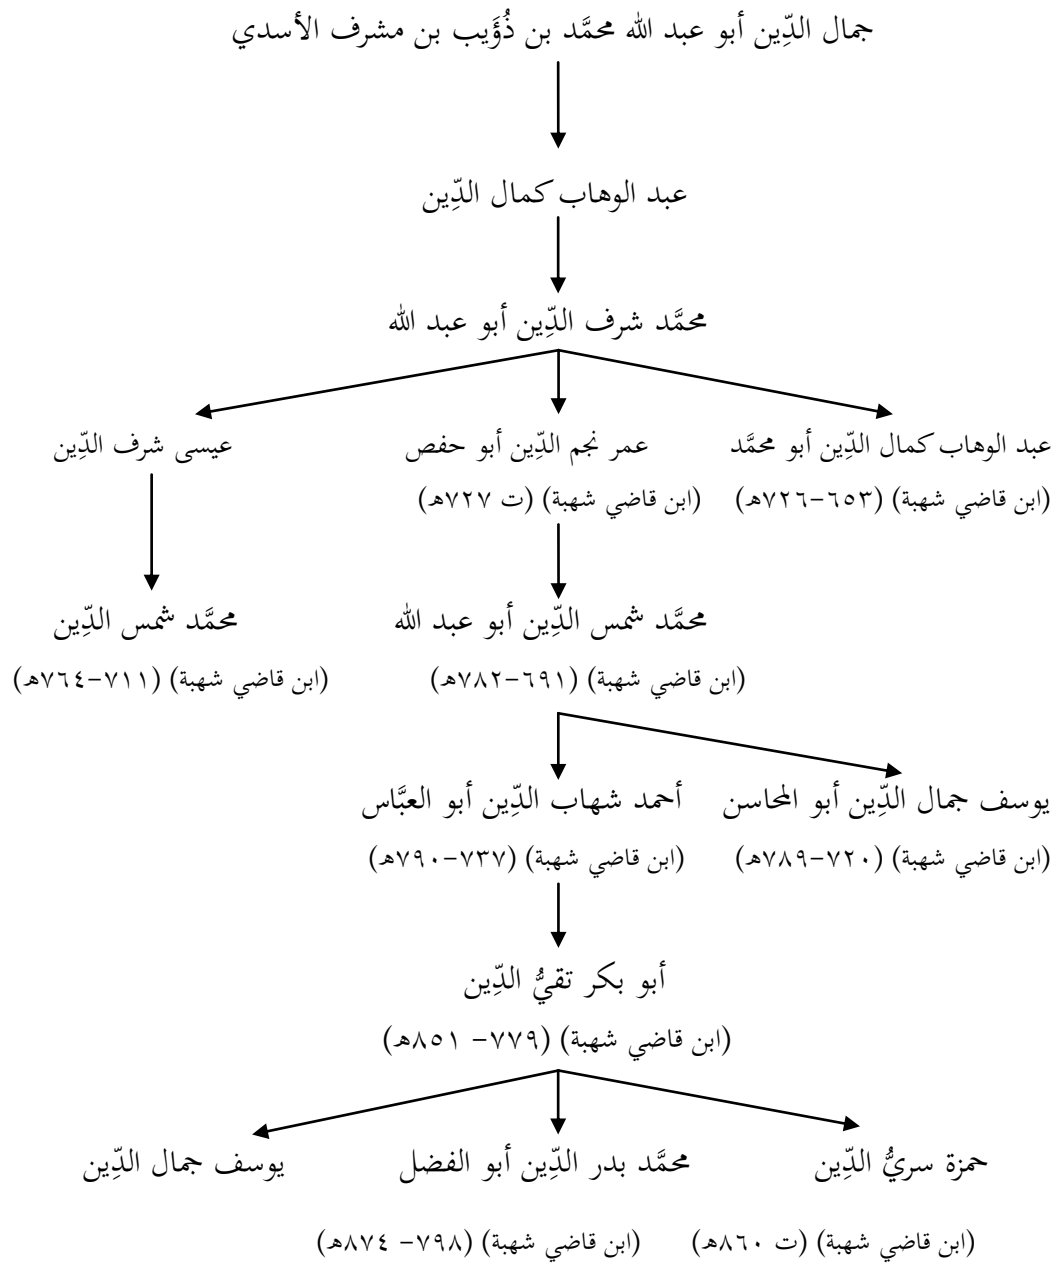 جمال الدِّين أبو عبد الله محمَّد بن ذُؤَيب بن مشرف الأسدي
عبد الوهاب كمال الدِّين
محمَّد شرف الدِّين أبو عبد الله
عبد الوهاب كمال الدِّين أبو محمَّد عمر نجم الدِّين أبو حفص عيسى شرف الدِّين
(ابن قاضي شهبة) (٦٥٣-٧٢٦هـ) (ابن قاضي شهبة) (ت ٧٢٧هـ)
محمَّد شمس الدِّين أبو عبد الله محمَّد شمس الدِّين
(ابن قاضي شهبة) (٦٩١-٧٨٢هـ) (ابن قاضي شهبة) (٧١١-٧٦٤هـ)
يوسف جمال الدِّين أبو المحاسن أحمد شهاب الدِّين أبو العبَّاس
(ابن قاضي شهبة) (٧٢٠-٧٨٩هـ) (ابن قاضي شهبة) (٧٣٧-٧٩٠هـ)
أبو بكر تقيُّ الدِّين
(ابن قاضي شهبة) (٧٧٩- ٨٥١هـ)
حمزة سريُّ الدِّين محمَّد بدر الدِّين أبو الفضل يوسف جمال الدِّين
(ابن قاضي شهبة) (ت ٨٦٠هـ) (ابن قاضي شهبة) (٧٩٨- ٨٧٤هـ)